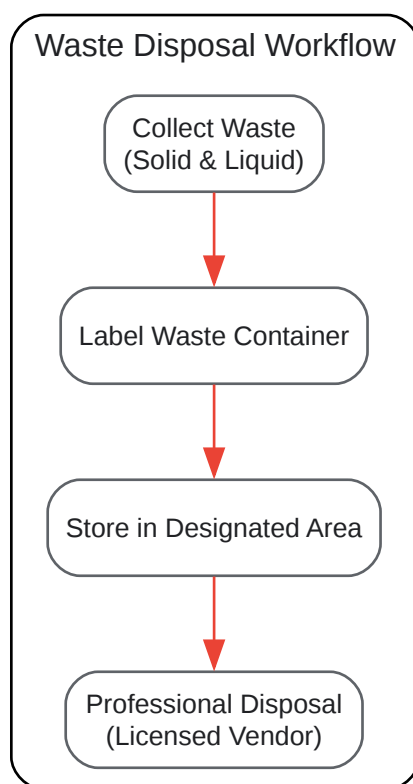 Waste Disposal Workflow
Collect Waste
(Solid & Liquid)
Label Waste Container
Store in Designated Area
Professional Disposal
(Licensed Vendor)